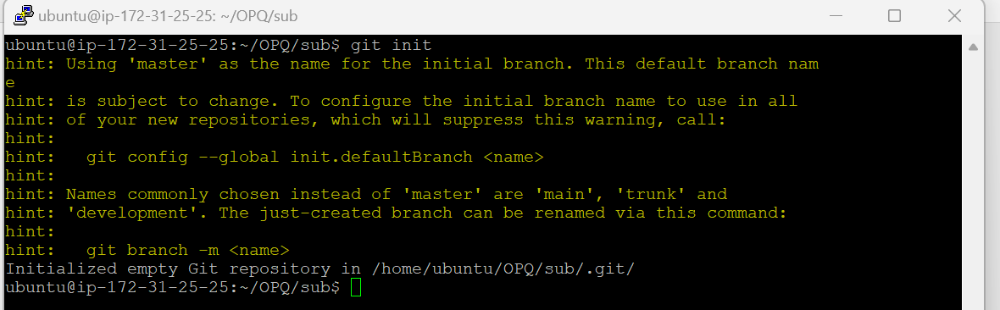 ubuntu@ip-172-31-25-25: ~/OPQ/sub
ubuntu@ip-172-31-25-25:~/OPQ/sub$ git init
hint: Using 'master' as the name for the initial branch. This default branch nam
e
hint: is subject to change. To configure the initial branch name to use in all
hint: of your new repositories, which will suppress this warning, call:
hint:
hint:   git config --global init.defaultBranch <name>
hint:
hint: Names commonly chosen instead of 'master' are 'main', 'trunk' and
hint: 'development'. The just-created branch can be renamed via this command:
hint:
hint:   git branch -m <name>
Initialized empty Git repository in /home/ubuntu/OPQ/sub/.git/
ubuntu@ip-172-31-25-25:~/OPQ/sub$